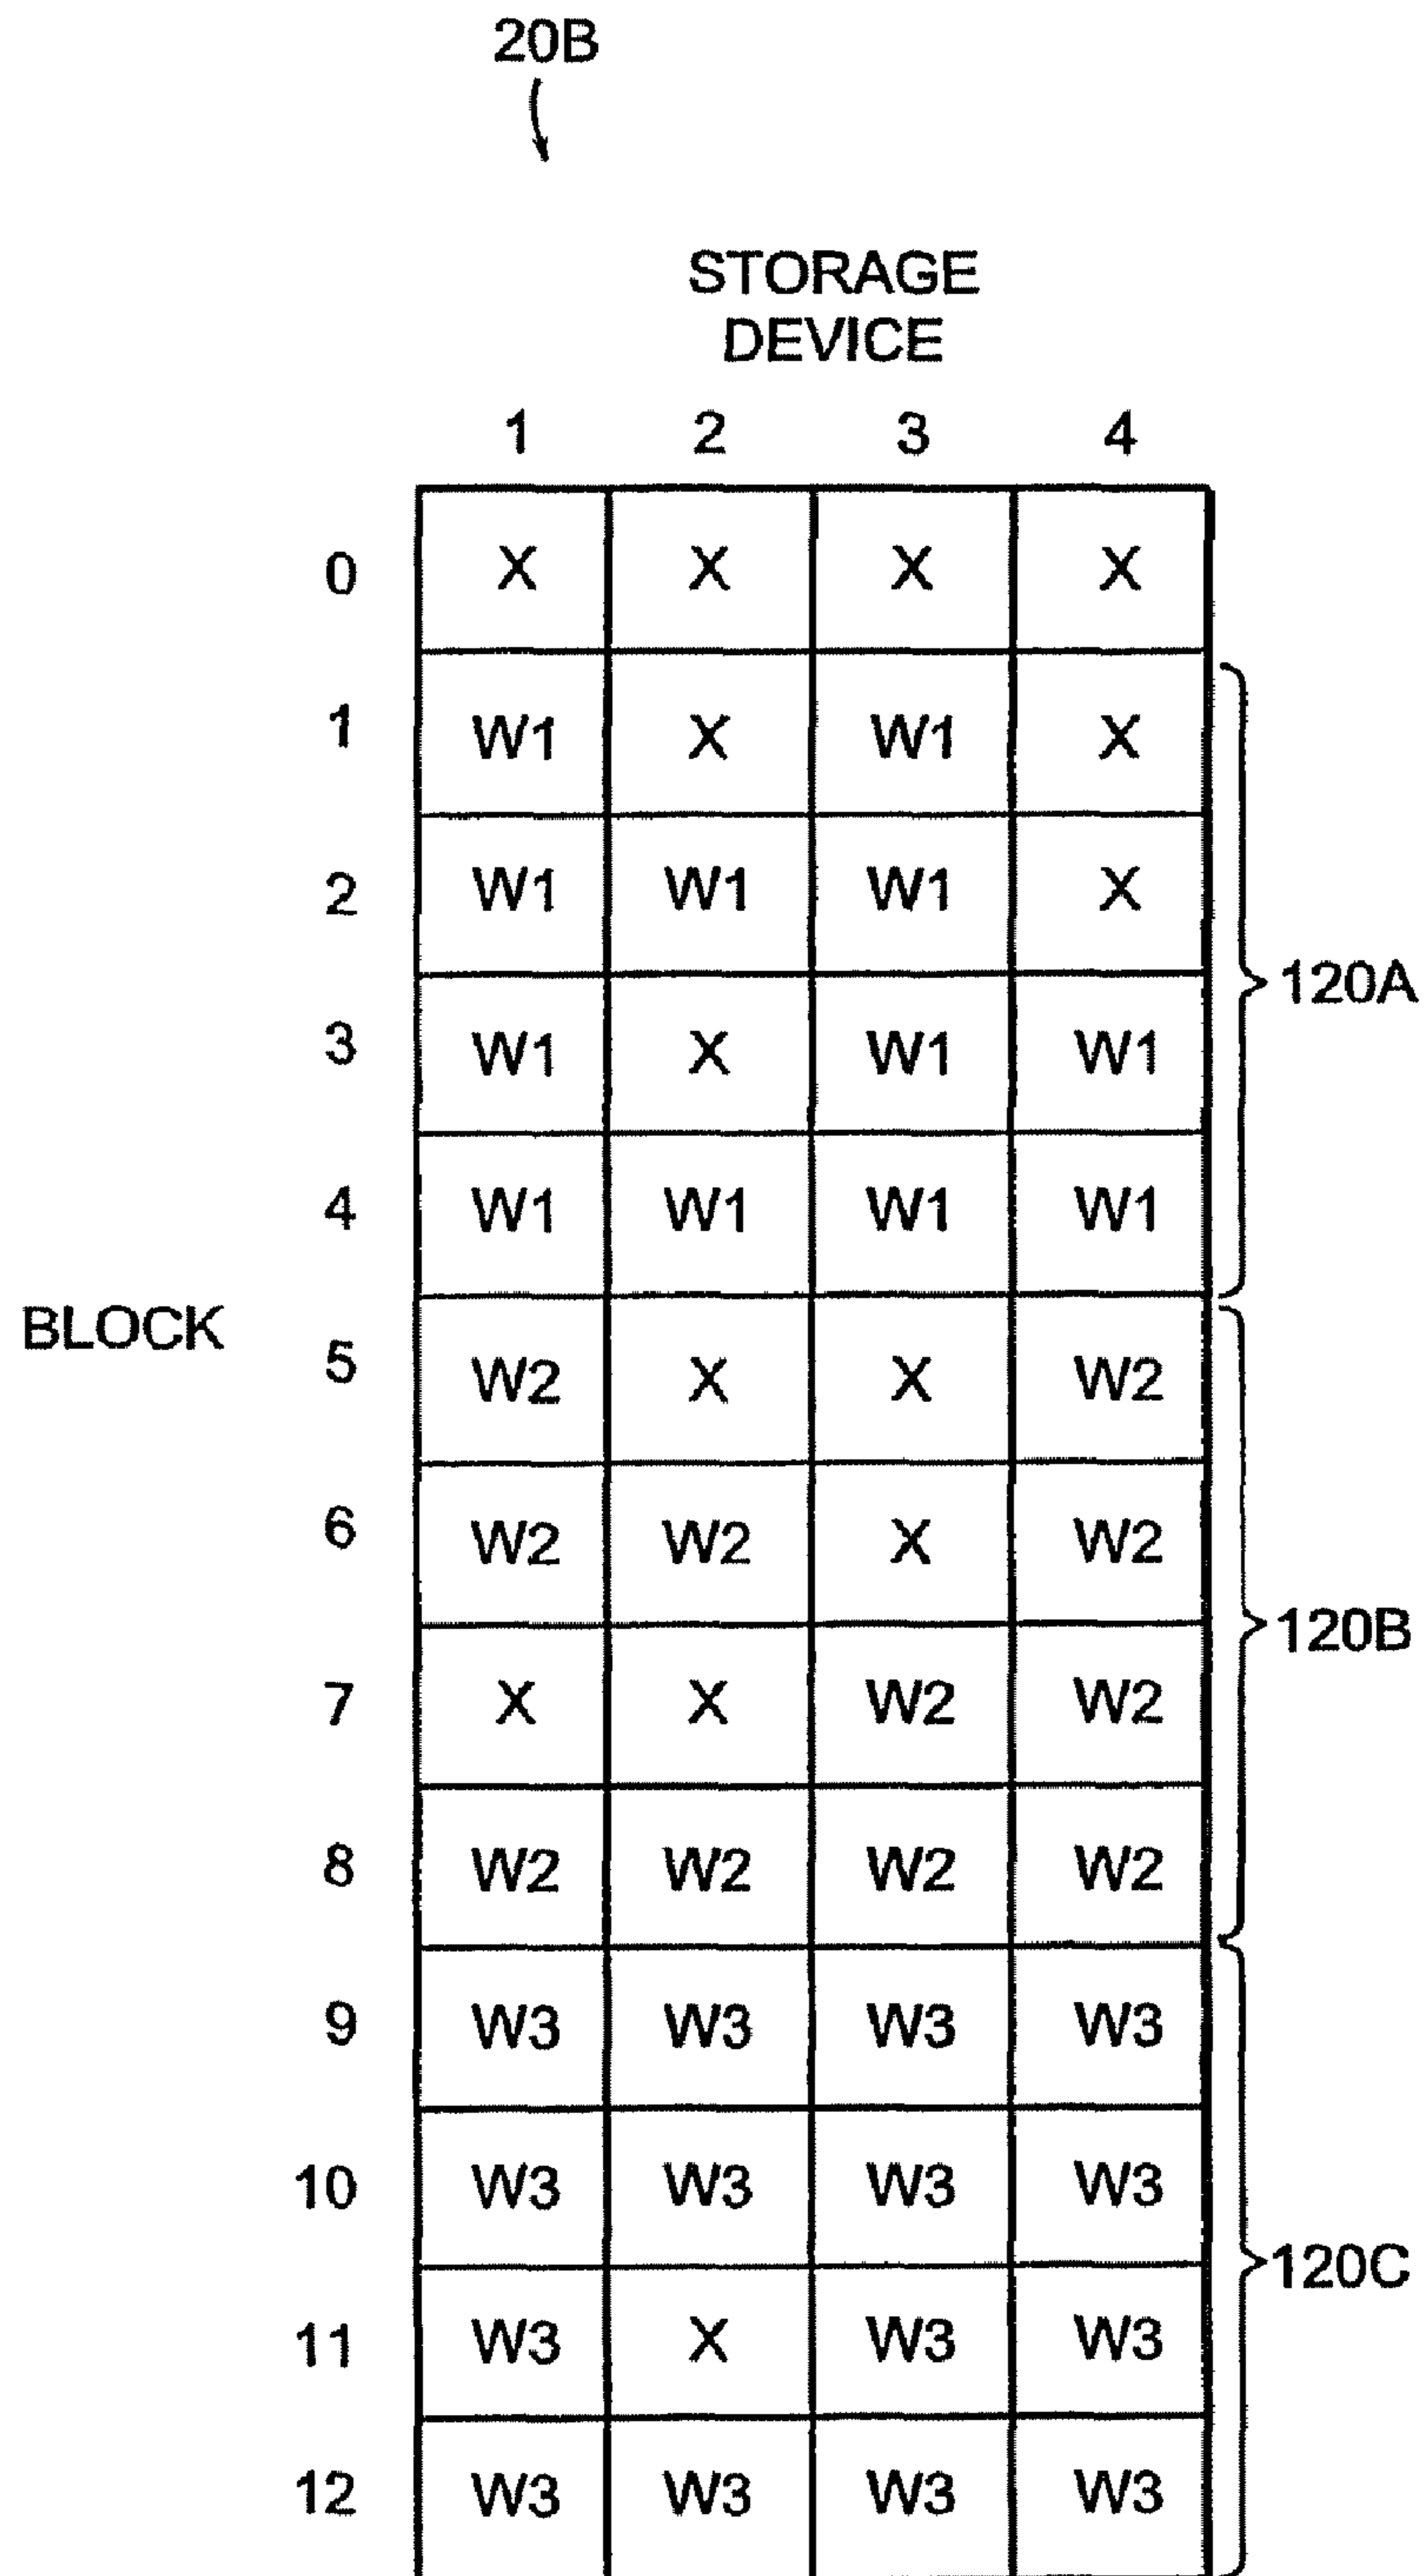 20B
STORAGE
DEVICE
1 2 3 4
0 X X X X
1 W1 X W1 X
2 W1 W1 W1 X
120A
3 W1 X W1 W1
4 W1 W1 W1 W1
BLOCK
5 W2 X X W2
6 W2 W2 X W2
120B
7 X X W2 W2
8 W2 W2 W2 W2
9 W3 W3 W3 W3
10 W3 W3 W3 W3
120C
11 W3 X W3 W3
12 W3 W3 W3 W3